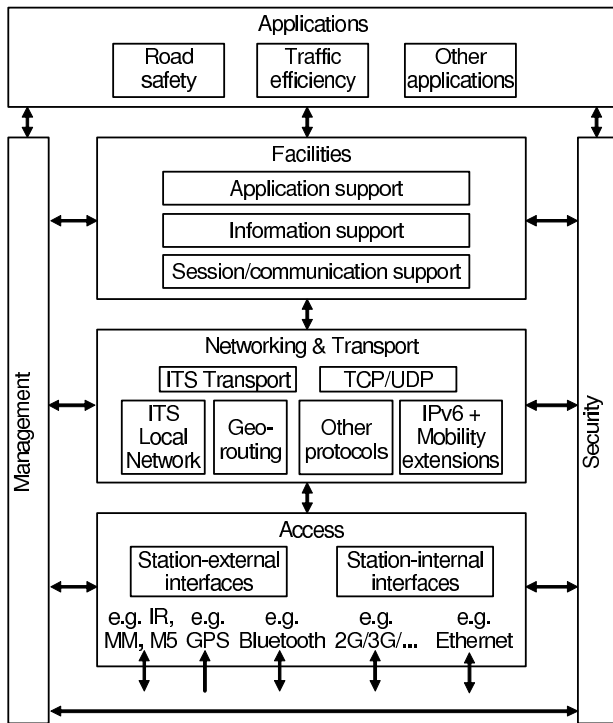 Applications
Road
safety
Traffic
efficiency
Other
applications
Management
Facilities
Application support
Information support
Session/communication support
Networking & Transport
ITS Transport
TCP/UDP
ITS
Local
Network
Geo-
routing
Other
protocols
IPv6 +
Mobility
extensions
Access
Station-external
interfaces
Station-internal
interfaces
e.g. IR,
MM, M5
e.g.
GPS
e.g.
Bluetooth
e.g.
2G/3G/...
e.g.
Ethernet
Security